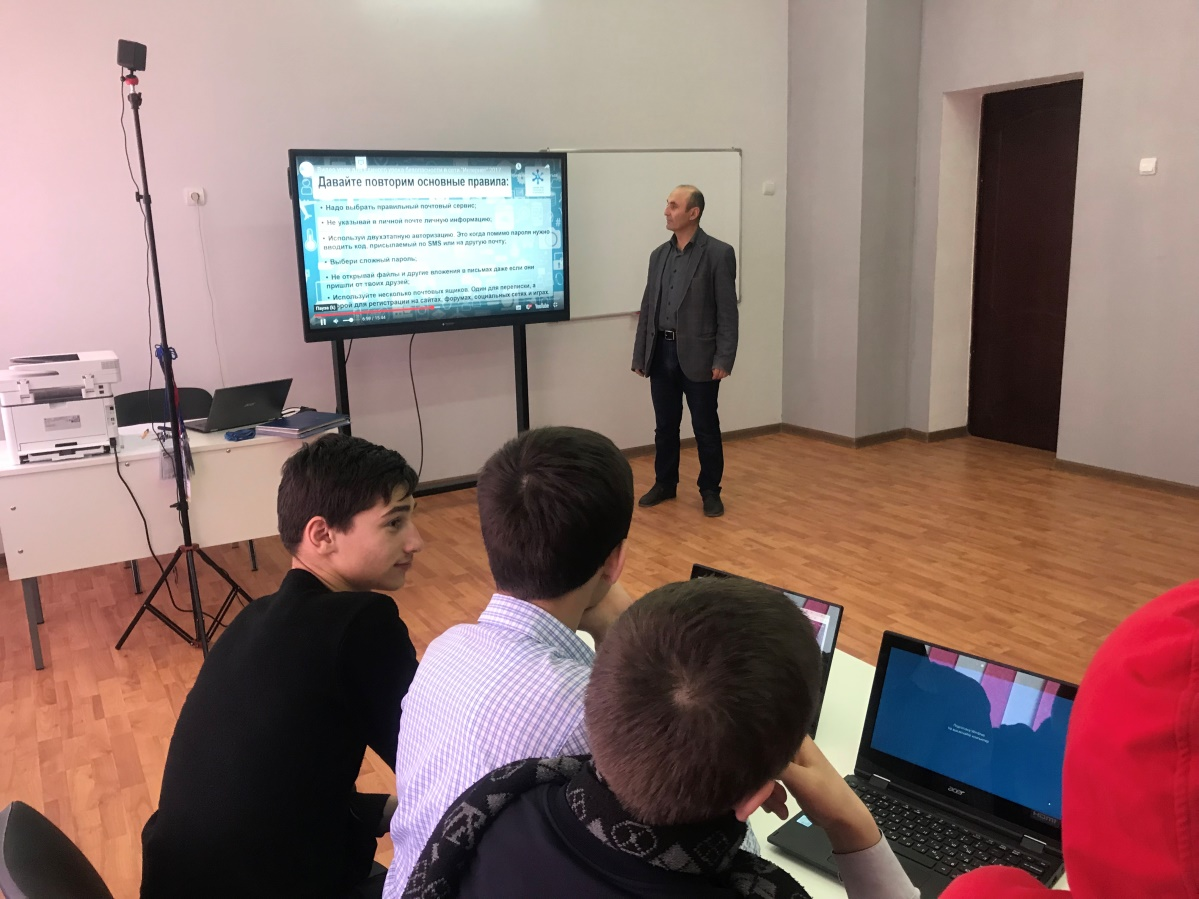 Давайте повторим основные правила:
• Надо выбрать правильный почтовый сервис;
• Не указывай в личной почте личную информацию;
• Используй двухэтапную авторизацию. Это когда помимо пароля нужно
вводить код, присылаемый по SMS или на другую почту;
• Выбери сложный пароль;
• Не открывай файлы и другие вложения в письмах даже если они
пришли от твоих друзей;
• Используйте несколько почтовых ящиков. Один для переписки, а
второй для регистрации на сайтах, форумах, социальных сетях и играх.
Пауза (k)
acer